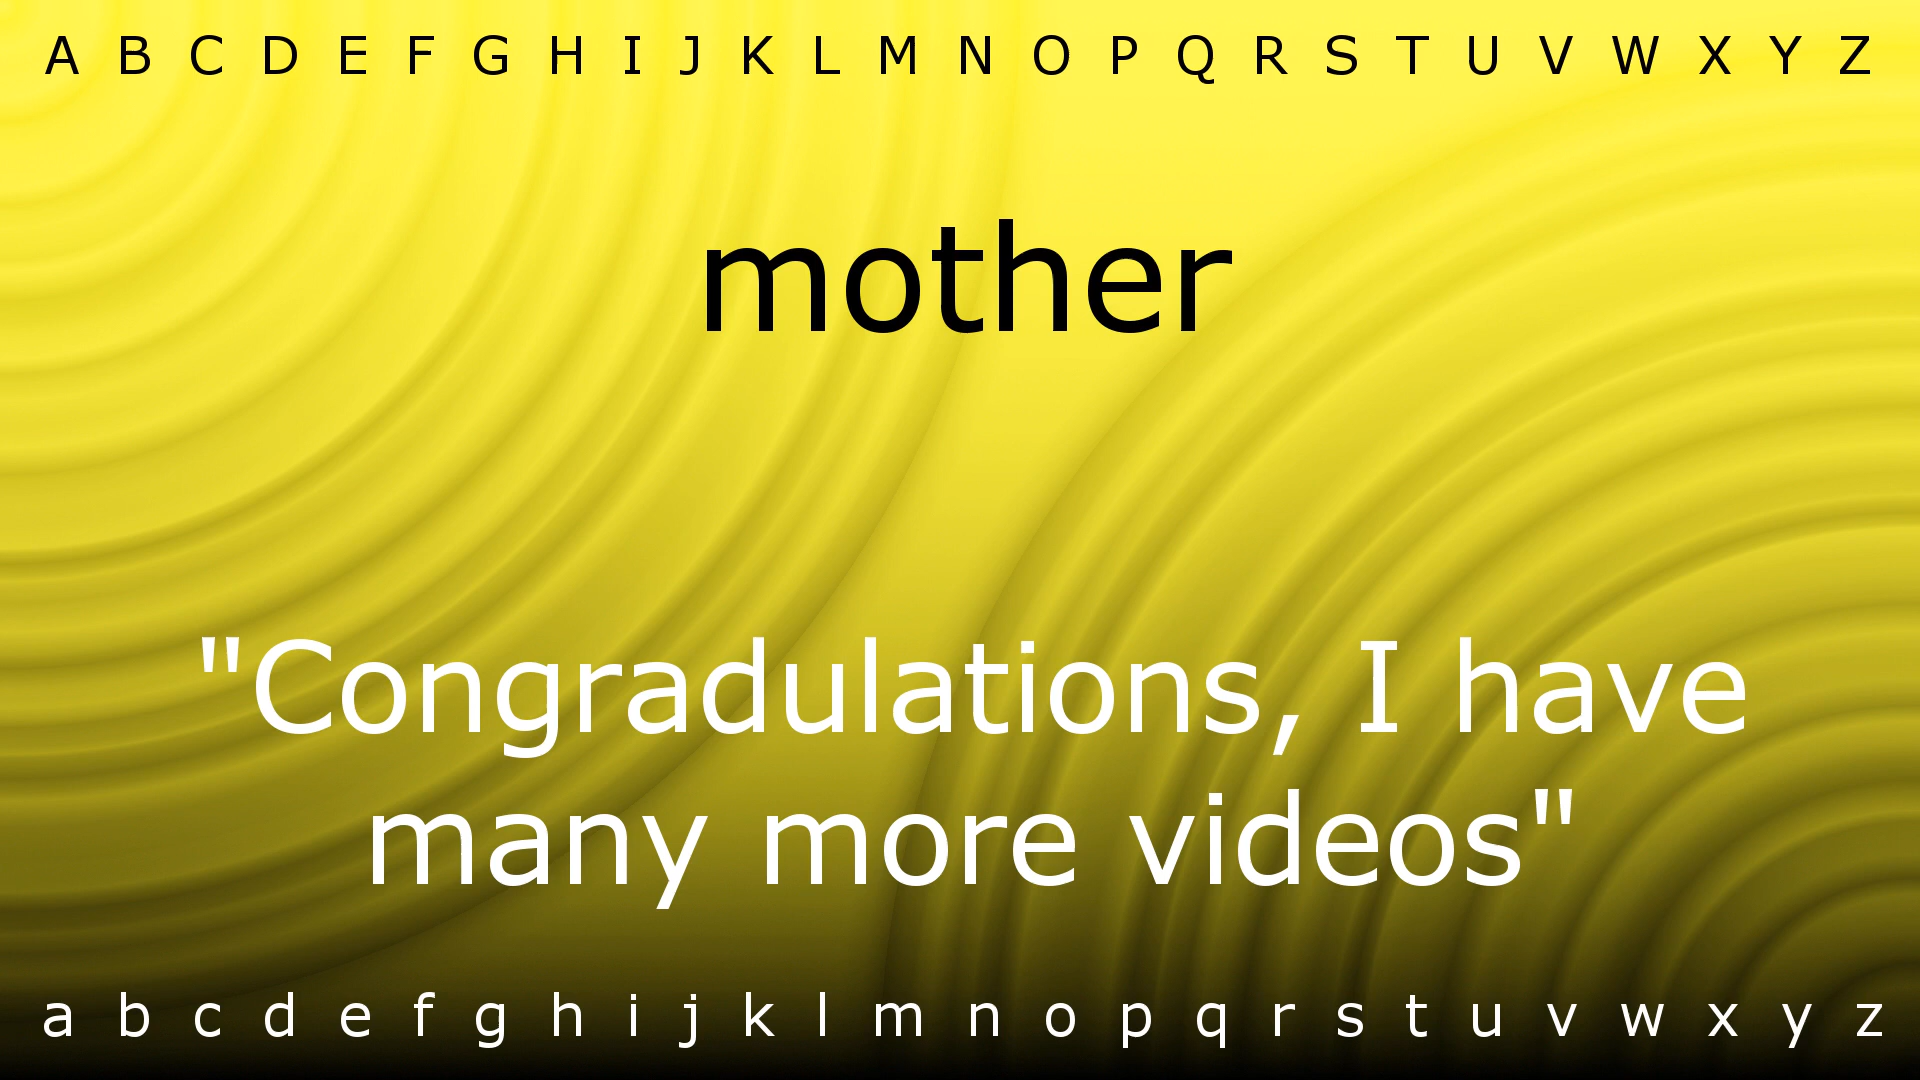 A B C D E F G H I J K L M N O P Q R S T U V W X Y Z
mother
"Congradulations, I have
many more videos"
a b c d e f g h i j k l m n o p q r s t u v w x y z